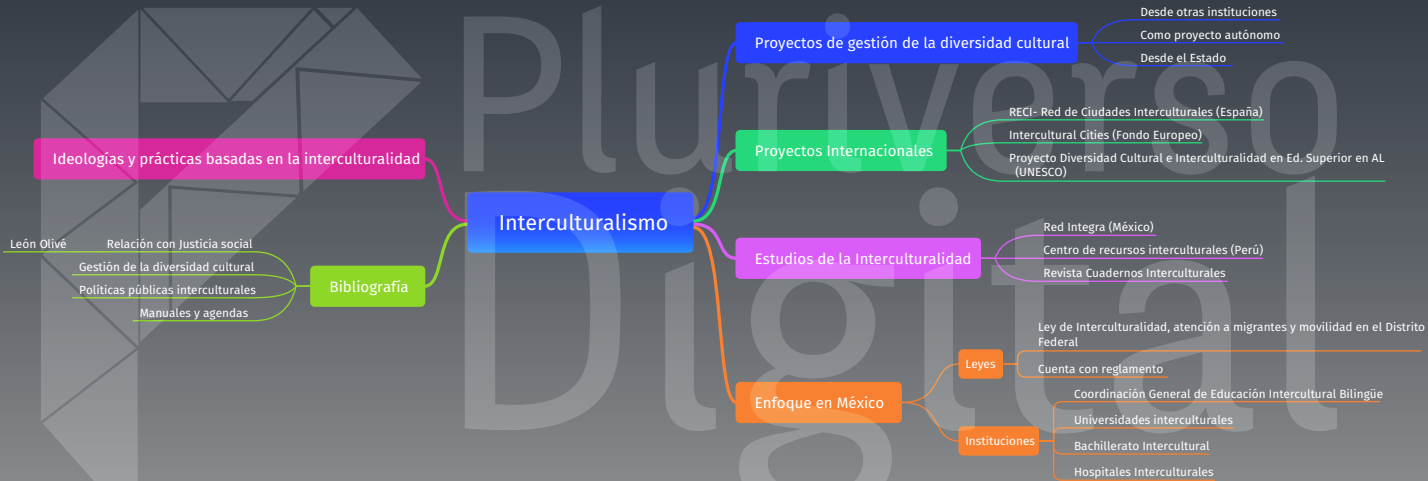 Pluriverso
Digital
Interculturalismo
Proyectos de gestión de la diversidad cultural
Desde otras instituciones
Como proyecto autónomo
Desde el Estado
Proyectos Internacionales
RECI- Red de Ciudades Interculturales (España)
Intercultural Cities (Fondo Europeo)
Proyecto Diversidad Cultural e Interculturalidad en Ed. Superior en AL
(UNESCO)
Estudios de la Interculturalidad
Red Integra (México)
Centro de recursos interculturales (Perú)
Revista Cuadernos Interculturales
Enfoque en México
Leyes
Ley de Interculturalidad, atención a migrantes y movilidad en el Distrito
Federal
Cuenta con reglamento
Instituciones
Coordinación General de Educación Intercultural Bilingüe
Universidades interculturales
Bachillerato Intercultural
Hospitales Interculturales
Ideologías y prácticas basadas en la interculturalidad
Bibliografía
Relación con Justicia social
León Olivé
Gestión de la diversidad cultural
Políticas públicas interculturales
Manuales y agendas